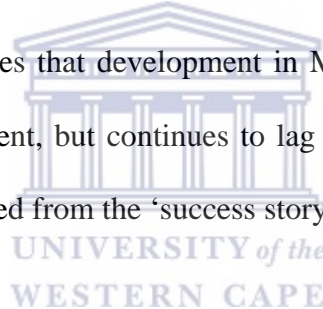 es that development in M
ent, but continues to lag
ed from the ‘success story
UNIVERSITY of the
WESTERN CAPE